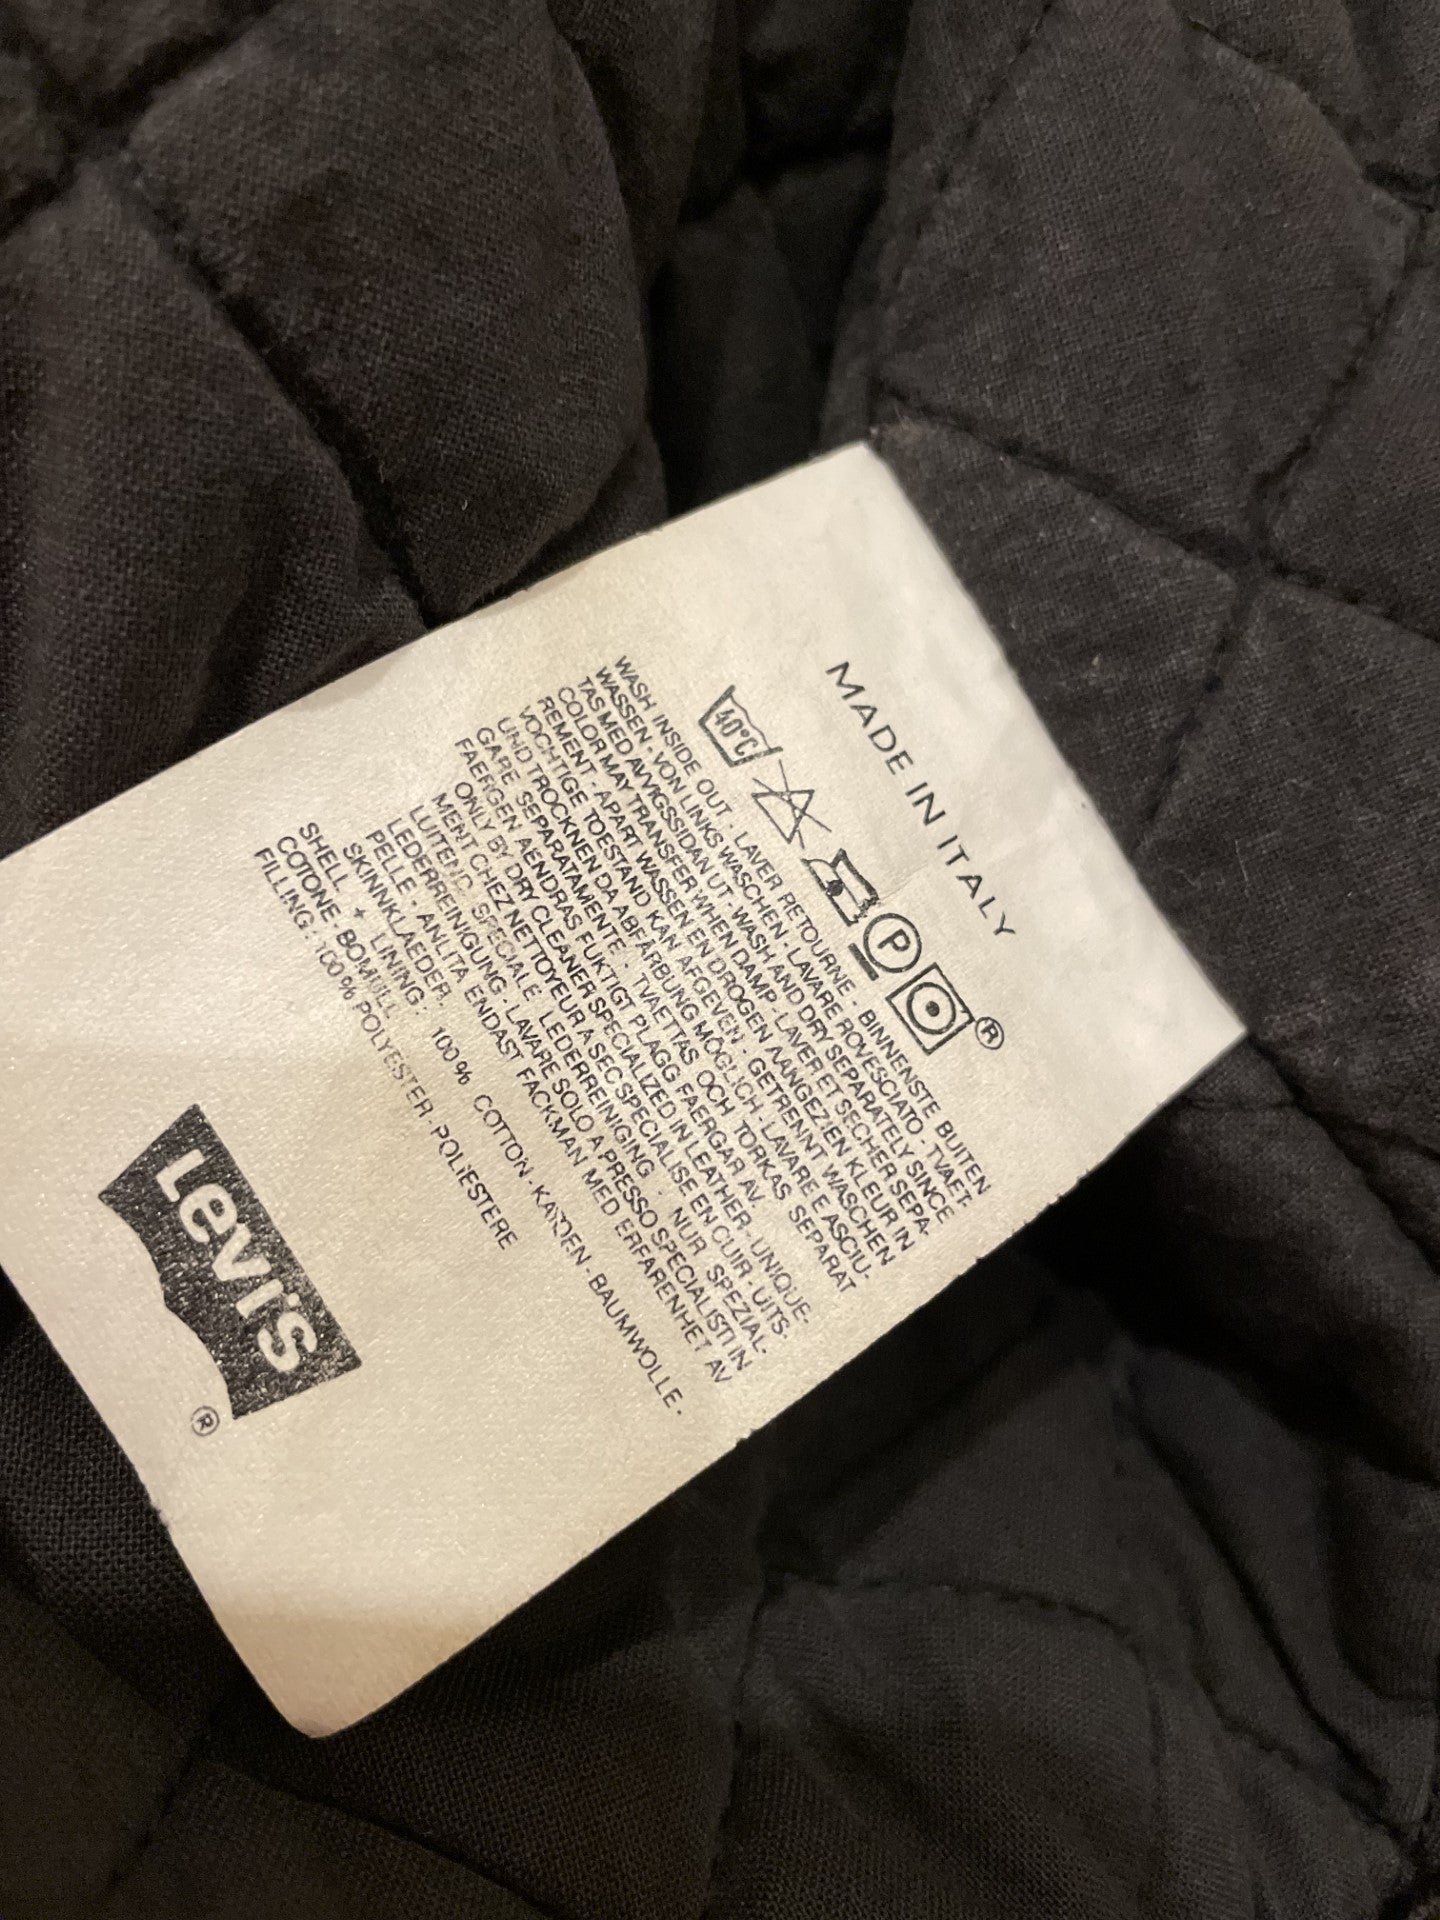 MADE IN ITALY
40°C P ®
WASH INSIDE OUT - LAVER RETOURNE - BINNENSTE BUITEN
WASSEN - VON LINKS WASCHEN - LAVARE ROVESCIATO - TVAET-
TAS MED AVVIGSSIDAN UT - WASH AND DRY SEPARATELY SINCE
COLOR MAY TRANSFER WHEN DAMP - LAVER ET SECHER SEPA-
REMENT - APART WASSEN EN DROGEN AANGEZIEN KLEUR IN
VOCHTIGE TOESTAND KAN AFGEVEN - GETRENNT WASCHEN
UND TROCKNEN DA ABFÄRBUNG MÖGLICH - LAVARE E ASCIU-
GARE SEPARATAMENTE - TVAETTAS OCH TORKAS SEPARAT
FAERGEN AENDRAS FUKTIGT PLAGG FAERGAR AV.
ONLY BY DRY CLEANER SPECIALIZED IN LEATHER - UNIQUE-
MENT CHEZ NETTOYEUR A SEC SPECIALISE EN CUIR - UITS-
LUITEND SPECIALE LEDERREINIGING - NUR SPEZIAL-
LEDERREINIGUNG - LAVARE SOLO A PRESSO SPECIALISTI IN
PELLE - ANLITA ENDAST FACKMAN MED ERFARENHET AV
SKINNKLAEDER.
SHELL + LINING: 100% COTTON - KATOEN - BAUMWOLLE -
COTONE - BOMULL
FILLING: 100% POLYESTER - POLIESTERE
Levi's
®